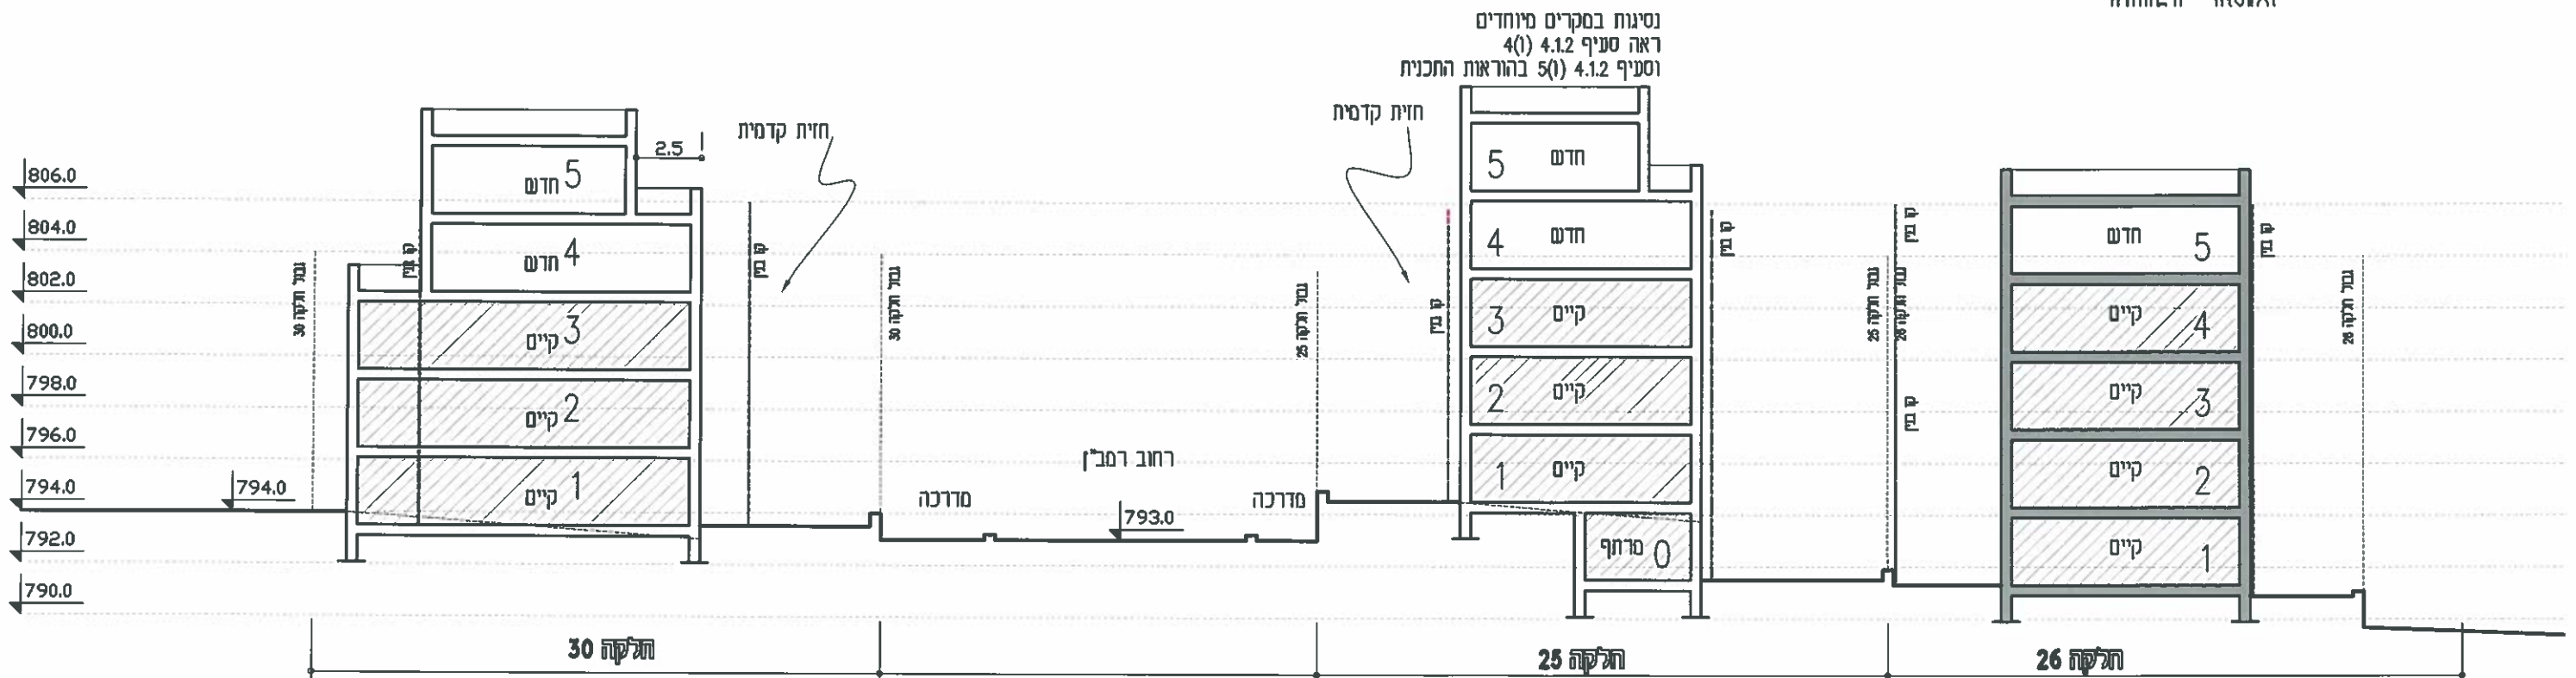 נסיגות במקרים מיוחדים
ראה סעיף 4.1.2 (ו)4
וסעיף 4.1.2 (ו)5 בהוראות התכנית
חזית קדמית
חזית קדמית
2.5
806.0
804.0
802.0
800.0
798.0
796.0
794.0
792.0
790.0
794.0
793.0
גבול חלקה 30
קו בנין
חדש 5
חדש 4
קיים 3
קיים 2
קיים 1
קו בנין
גבול חלקה 30
מדרכה
רחוב רמב"ן
מדרכה
גבול חלקה 25
קו בנין
5 חדש
4 חדש
3 קיים
2 קיים
1 קיים
מרתף 0
קו בנין
גבול חלקה 25
גבול חלקה 26
קו בנין
קו בנין
חדש 5
קיים 4
קיים 3
קיים 2
קיים 1
קו בנין
גבול חלקה 26
חלקה 30
חלקה 25
חלקה 26